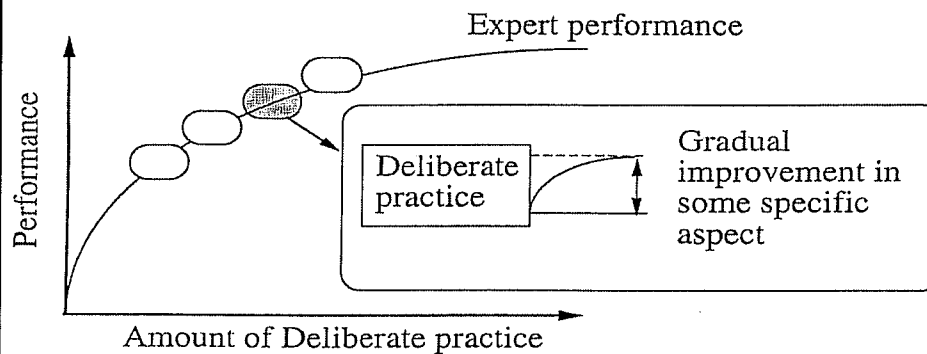 Expert performance
Performance
Deliberate
practice
Gradual
improvement in
some specific
aspect
Amount of Deliberate practice